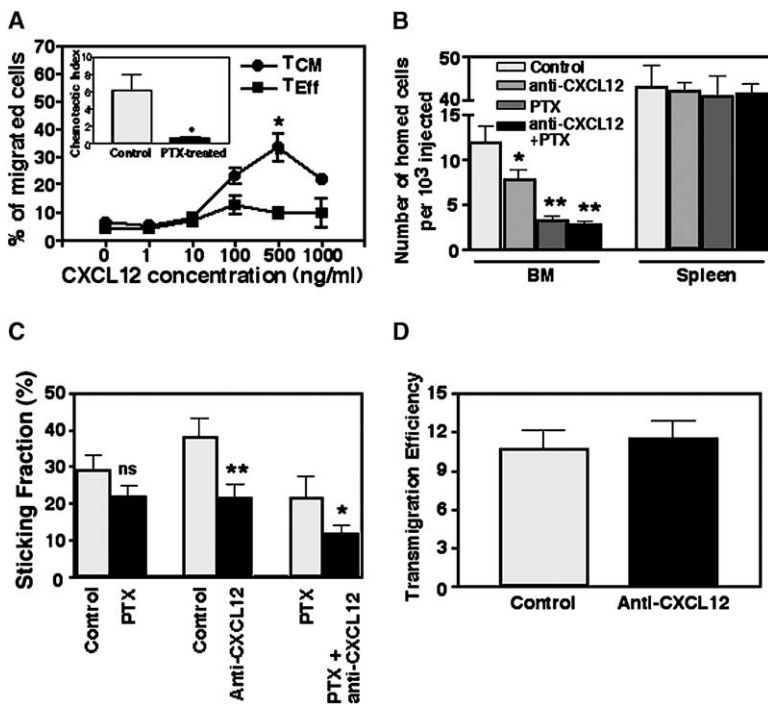 A
% of migrated cells
70
60
50
40
30
20
10
0
Chemotactic Index
10
8
6
4
2
0
Control PTX-treated
*
TCM
TEff
*
0 1 10 100 500 1000
CXCL12 concentration (ng/ml)
B
Number of homed cells
per 10³ injected
50
40
15
10
5
0
Control
anti-CXCL12
PTX
anti-CXCL12
+PTX
* ** **
BM Spleen
C
Sticking Fraction (%)
50
40
30
20
10
0
ns ** *
Control
PTX
Control
Anti-CXCL12
PTX
PTX +
anti-CXCL12
D
Transmigration Efficiency
15
12
9
6
3
0
Control Anti-CXCL12